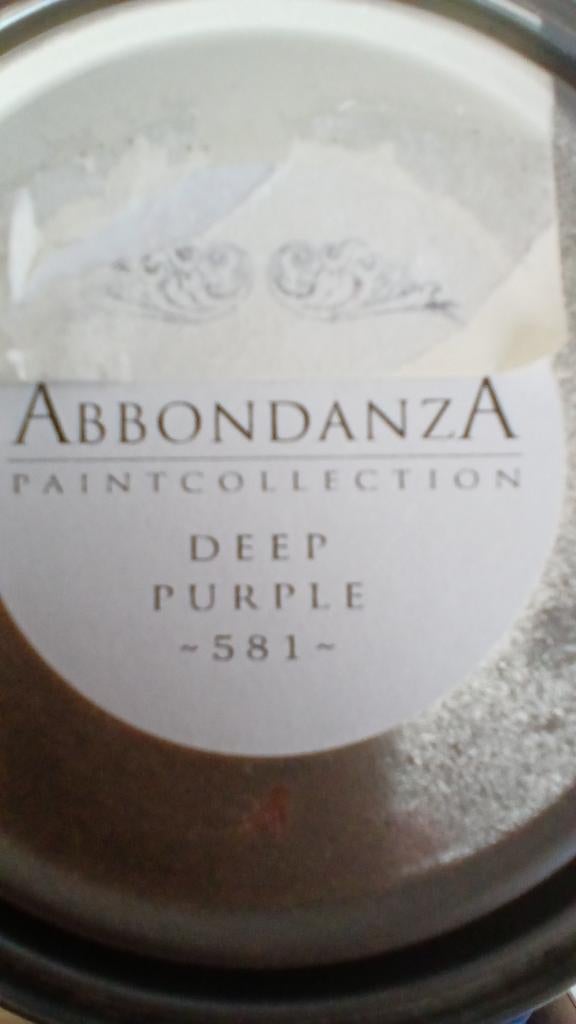 ABBONDANZA
PAINTCOLLECTION
DEEP
PURPLE
~581~